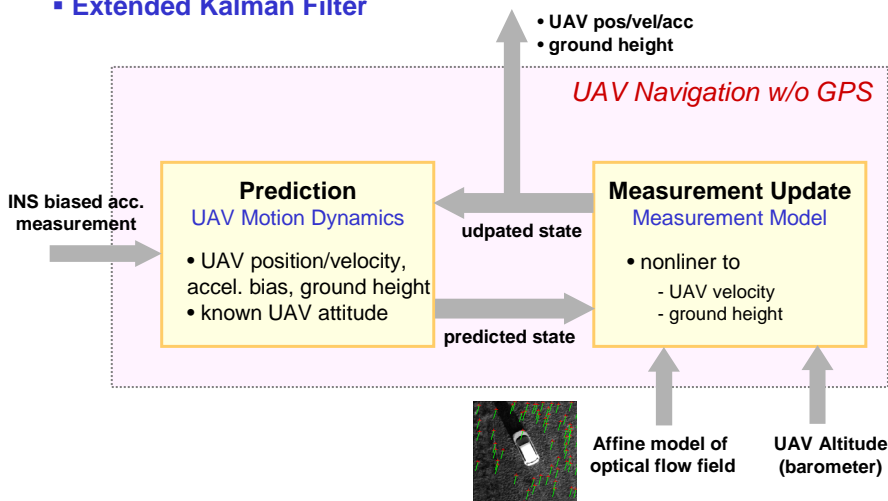 ▪ Extended Kalman Filter
• UAV pos/vel/acc
• ground height
UAV Navigation w/o GPS
INS biased acc.
measurement
Prediction
UAV Motion Dynamics
• UAV position/velocity,
accel. bias, ground height
• known UAV attitude
udpated state
predicted state
Measurement Update
Measurement Model
• nonliner to
- UAV velocity
- ground height
Affine model of
optical flow field
UAV Altitude
(barometer)